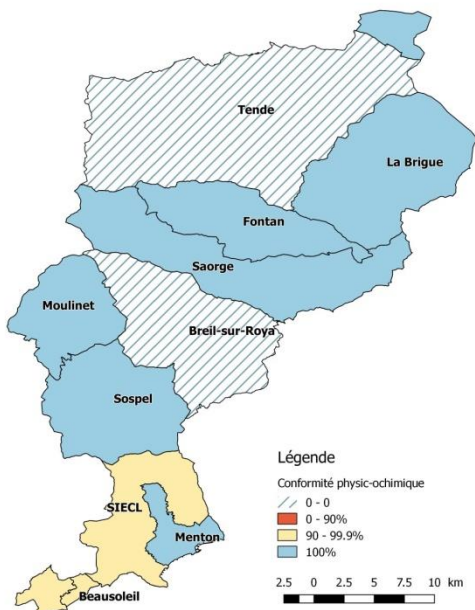 Tende
La Brigue
Fontan
Saorge
Moulinet
Breil-sur-Roya
Sospel
SIECL
Menton
Beausoleil
Légende
Conformité physic-ochimique
0 - 0
0 - 90%
90 - 99.9%
100%
2.5 0 2.5 5 7.5 10 km